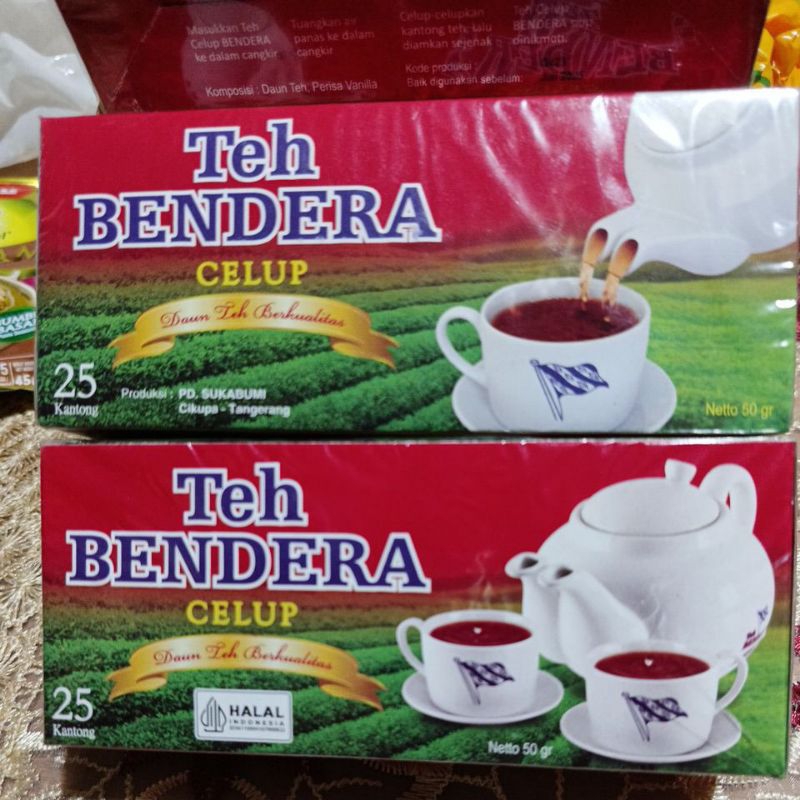 Masukkan Teh
Celup BENDERA
ke dalam cangkir
Tuangkan air
panas ke dalam
cangkir
Celup-celupkan
kantong teh, lalu
diamkan sejenak
Teh Celup
BENDERA siap
dinikmati.
Kode produksi :
Baik digunakan sebelum:
Komposisi : Daun Teh, Perisa Vanilla
Teh
BENDERA
CELUP
Daun Teh Berkualitas
25
Kantong
Produksi : PD. SUKABUMI
Cikupa - Tangerang
Netto 50 gr
Teh
BENDERA
CELUP
Daun Teh Berkualitas
25
Kantong
HALAL
INDONESIA
Netto 50 gr